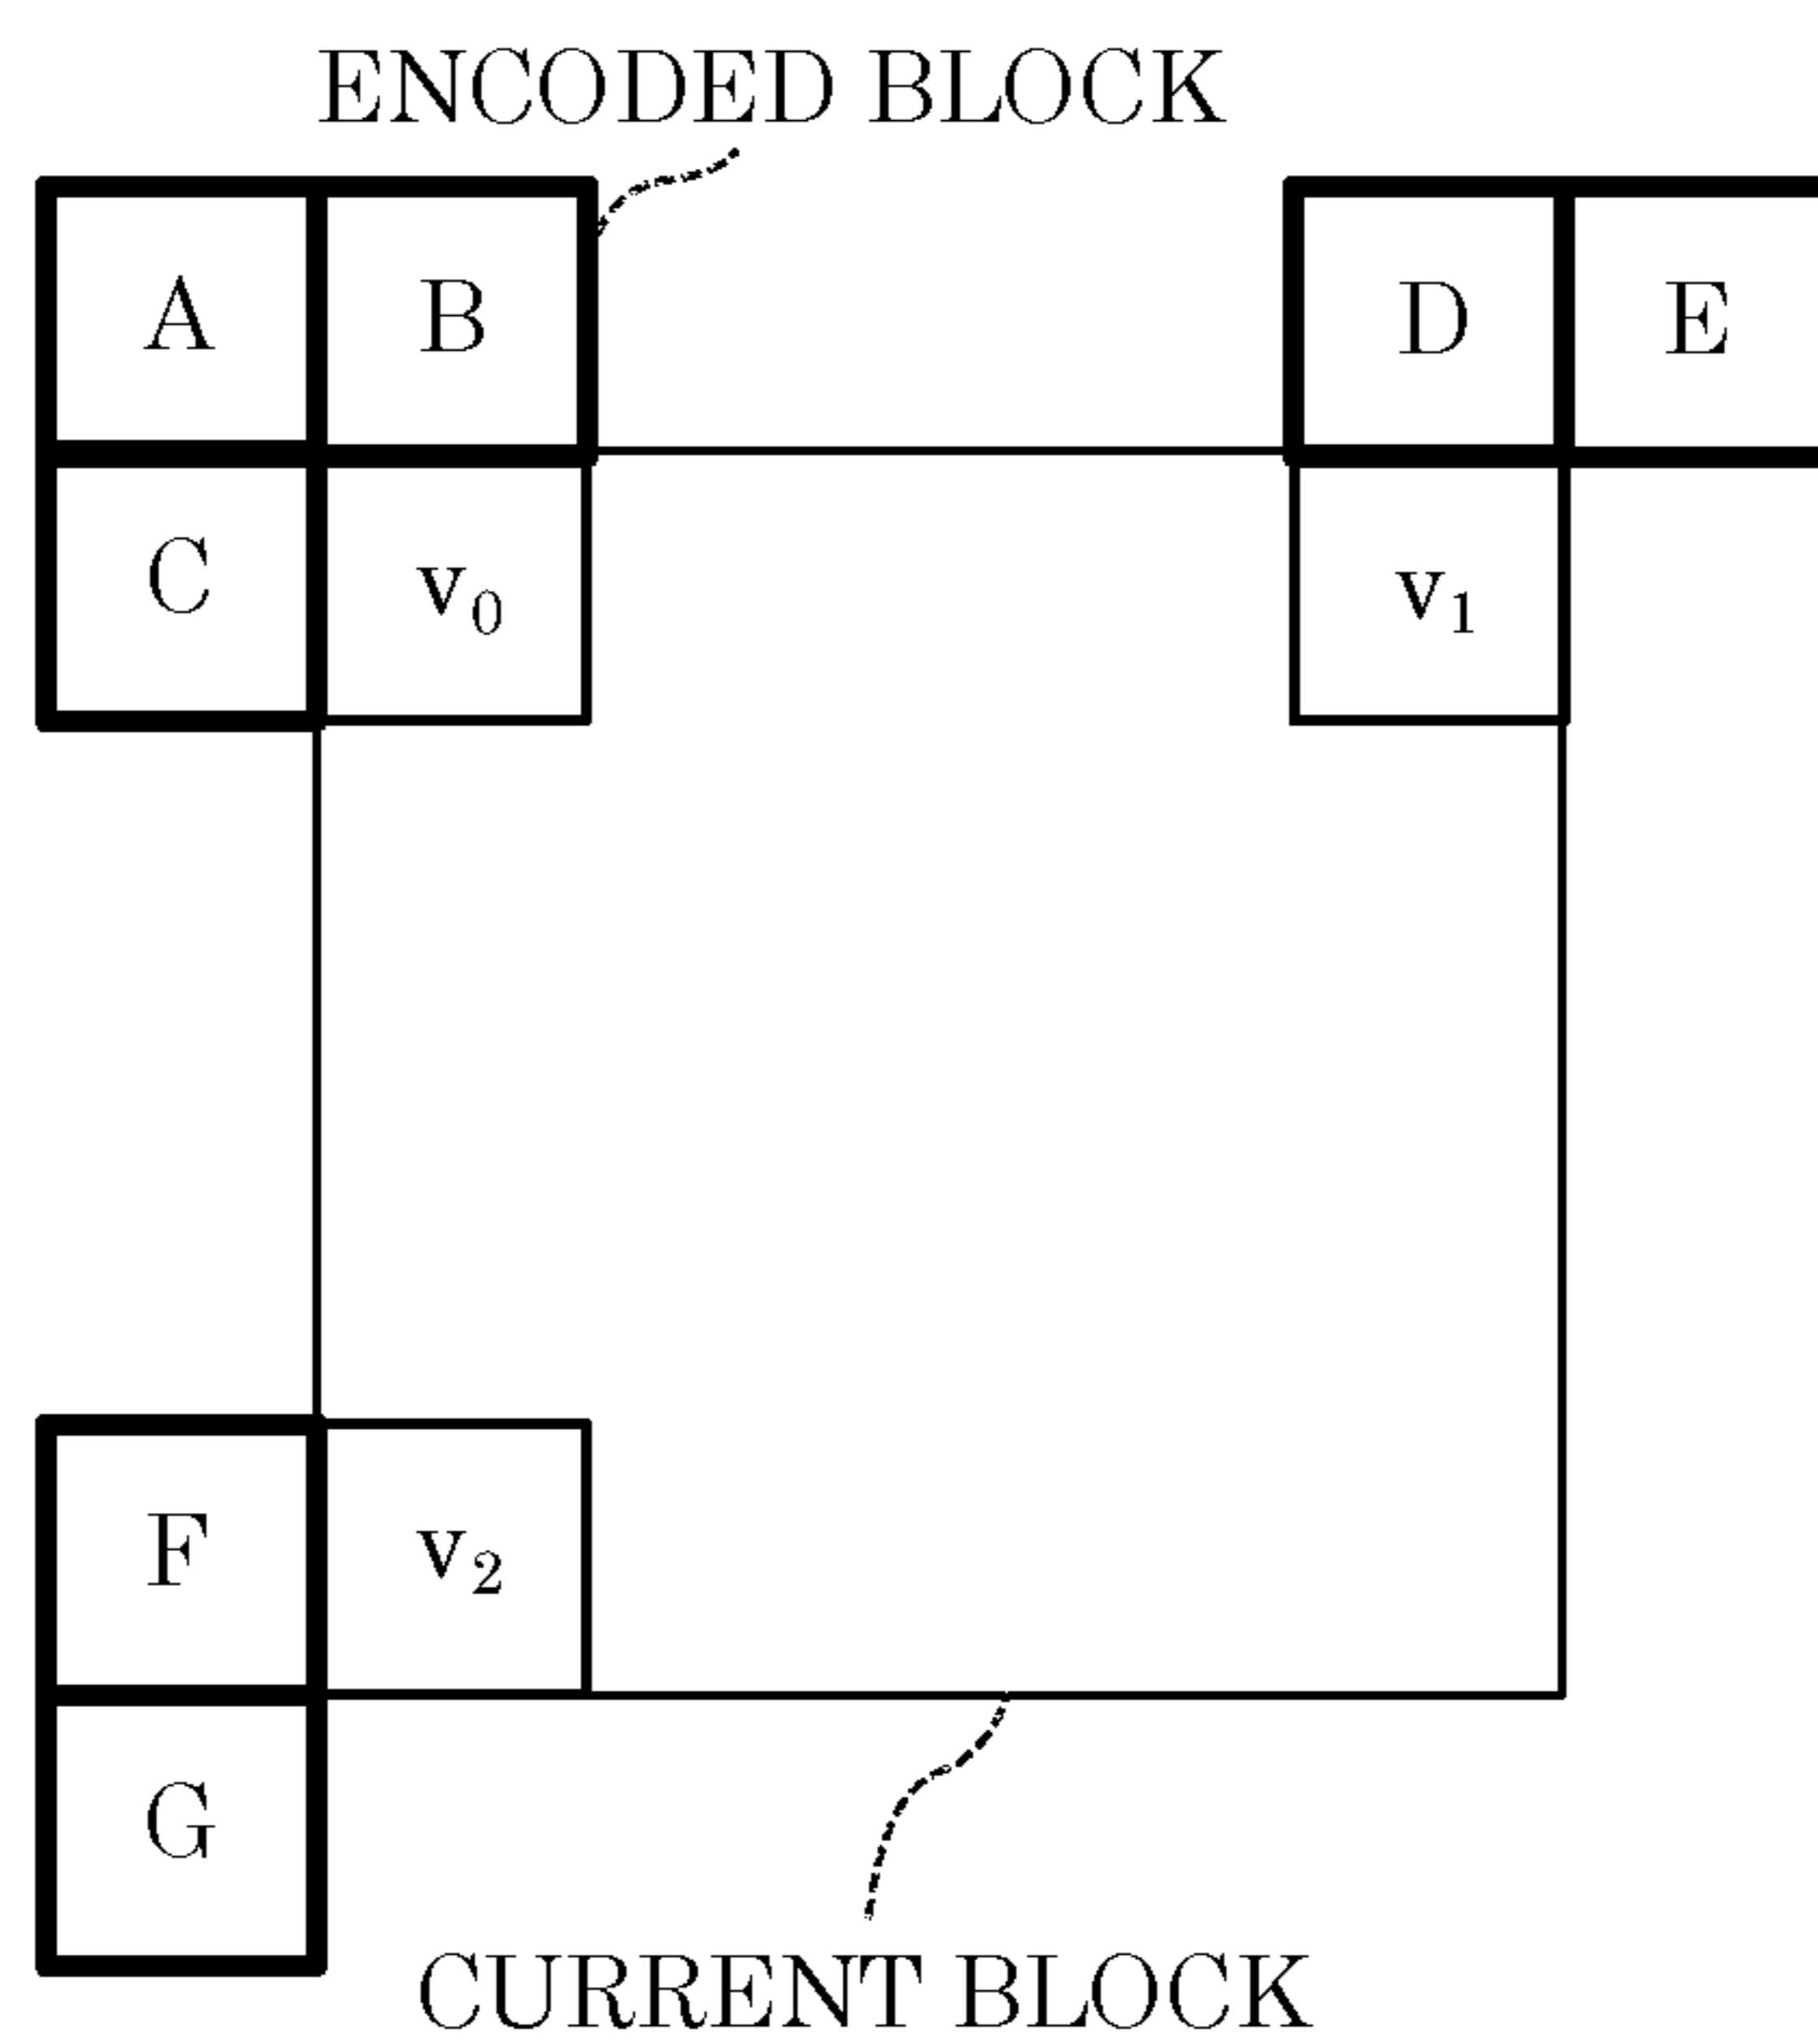 ENCODED BLOCK
A B D E
C v₀ v₁
F v₂
G
CURRENT BLOCK